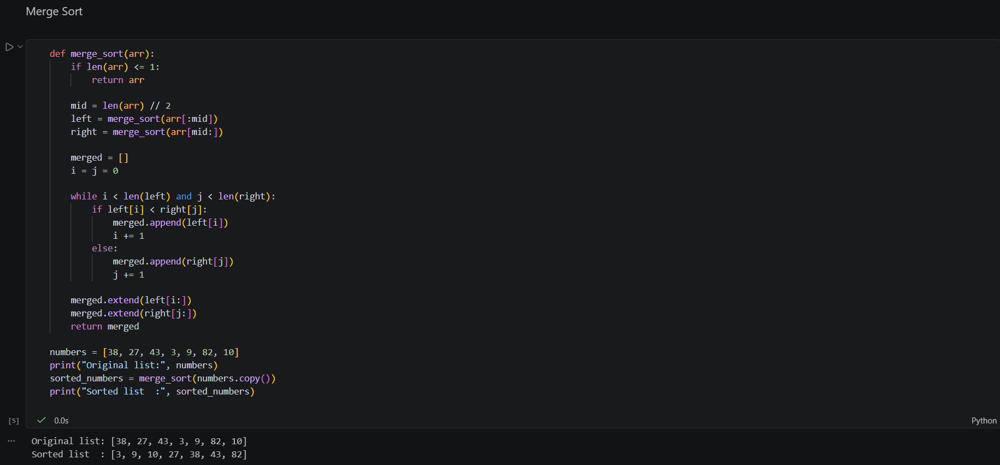 Merge Sort
def merge_sort(arr):
    if len(arr) <= 1:
        return arr

    mid = len(arr) // 2
    left = merge_sort(arr[:mid])
    right = merge_sort(arr[mid:])

    merged = []
    i = j = 0

    while i < len(left) and j < len(right):
        if left[i] < right[j]:
            merged.append(left[i])
            i += 1
        else:
            merged.append(right[j])
            j += 1

    merged.extend(left[i:])
    merged.extend(right[j:])
    return merged

numbers = [38, 27, 43, 3, 9, 82, 10]
print("Original list:", numbers)
sorted_numbers = merge_sort(numbers.copy())
print("Sorted list  :", sorted_numbers)
[5] 0.0s Python
Original list: [38, 27, 43, 3, 9, 82, 10]
Sorted list  : [3, 9, 10, 27, 38, 43, 82]